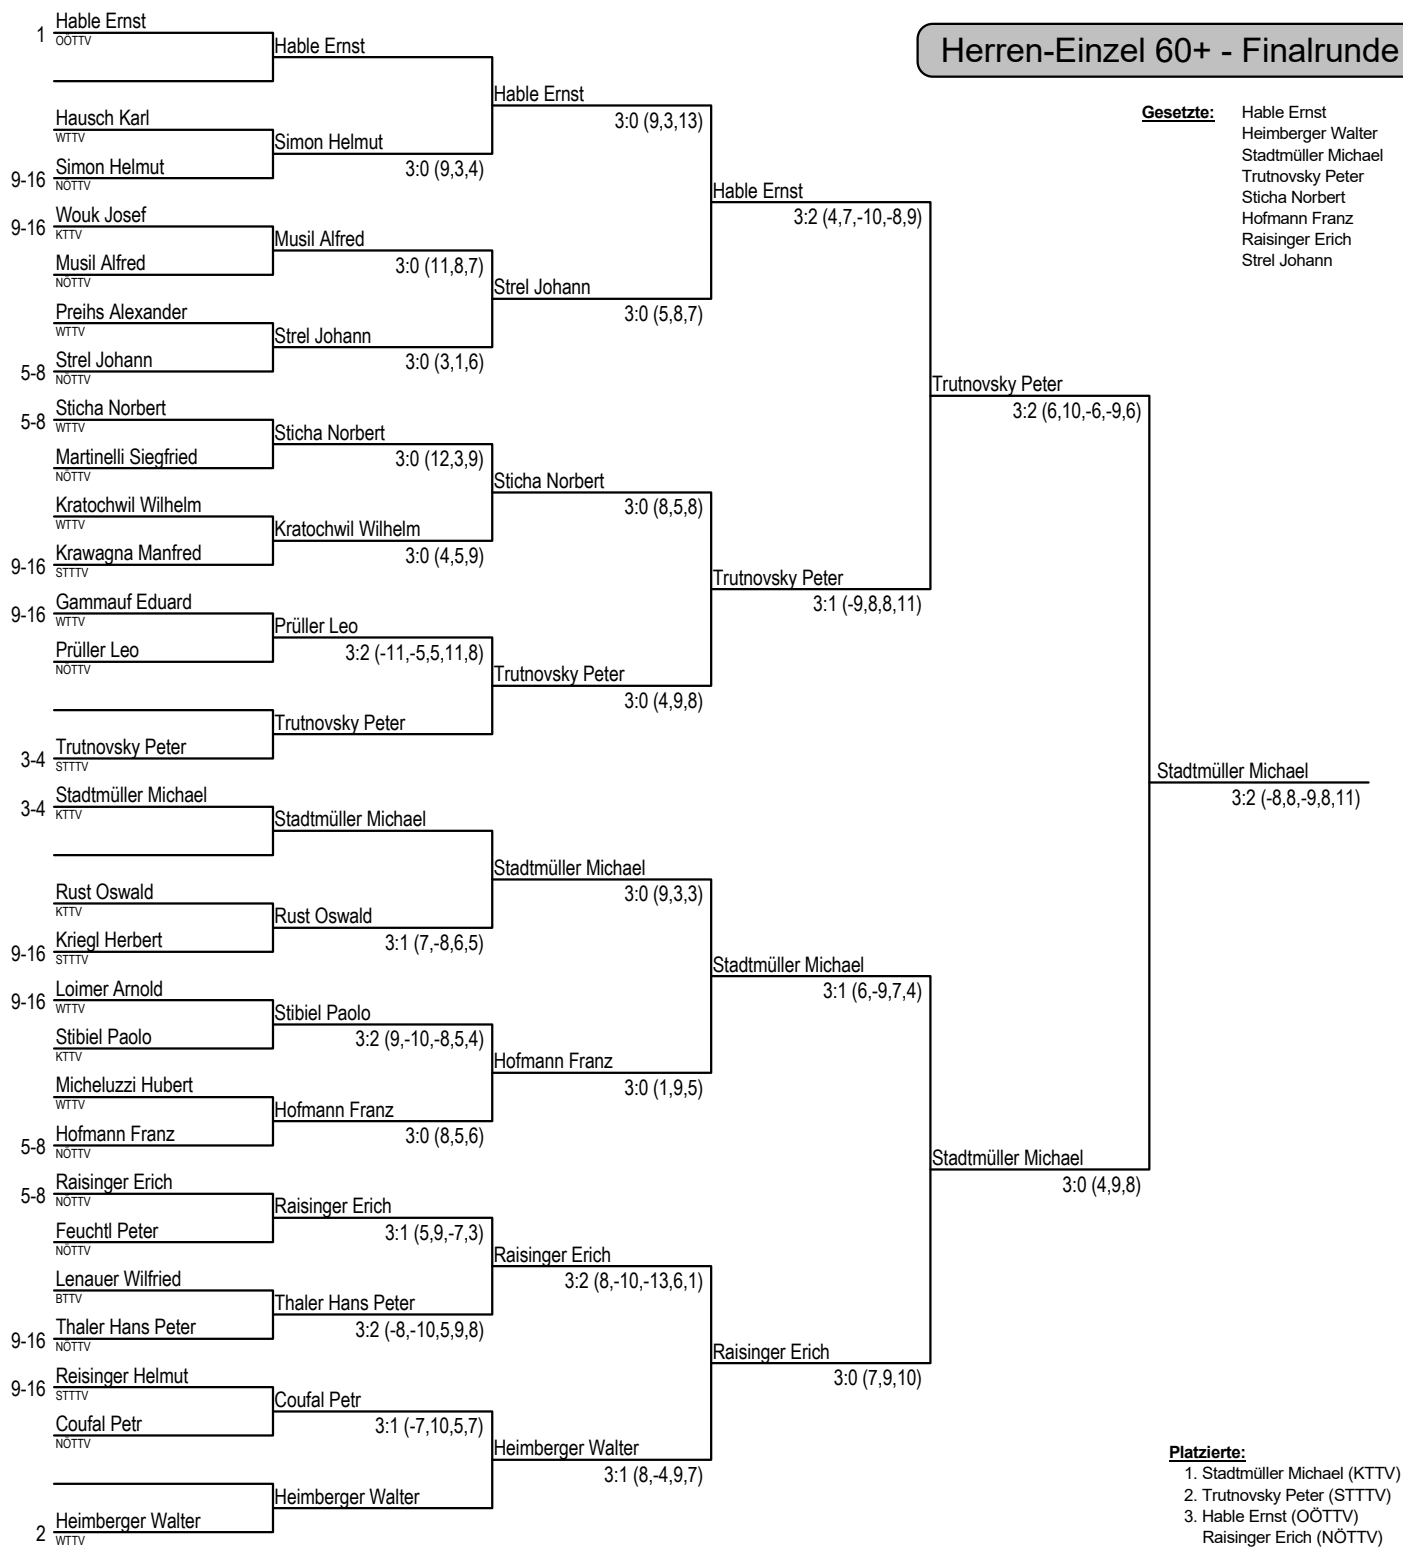 Herren-Einzel 60+ - Finalrunde
Gesetzte:
Hable Ernst
Heimberger Walter
Stadtmüller Michael
Trutnovsky Peter
Sticha Norbert
Hofmann Franz
Raisinger Erich
Strel Johann
1 Hable Ernst
OÖTTV
Hausch Karl
WTTV
9-16 Simon Helmut
NÖTTV
9-16 Wouk Josef
KTTV
Musil Alfred
NÖTTV
Preihs Alexander
WTTV
5-8 Strel Johann
NÖTTV
5-8 Sticha Norbert
WTTV
Martinelli Siegfried
NÖTTV
Kratochwil Wilhelm
WTTV
9-16 Krawagna Manfred
STTTV
9-16 Gammauf Eduard
WTTV
Prüller Leo
NÖTTV
3-4 Trutnovsky Peter
STTTV
3-4 Stadtmüller Michael
KTTV
Rust Oswald
KTTV
9-16 Kriegl Herbert
STTTV
9-16 Loimer Arnold
WTTV
Stibiel Paolo
KTTV
Micheluzzi Hubert
WTTV
5-8 Hofmann Franz
NÖTTV
5-8 Raisinger Erich
NÖTTV
Feuchtl Peter
NÖTTV
Lenauer Wilfried
BTTV
9-16 Thaler Hans Peter
NÖTTV
9-16 Reisinger Helmut
STTTV
Coufal Petr
NÖTTV
2 Heimberger Walter
WTTV
Hable Ernst
Simon Helmut
3:0 (9,3,4)
Musil Alfred
3:0 (11,8,7)
Strel Johann
3:0 (3,1,6)
Sticha Norbert
3:0 (12,3,9)
Kratochwil Wilhelm
3:0 (4,5,9)
Prüller Leo
3:2 (-11,-5,5,11,8)
Trutnovsky Peter
Stadtmüller Michael
Rust Oswald
3:1 (7,-8,6,5)
Stibiel Paolo
3:2 (9,-10,-8,5,4)
Hofmann Franz
3:0 (8,5,6)
Raisinger Erich
3:1 (5,9,-7,3)
Thaler Hans Peter
3:2 (-8,-10,5,9,8)
Coufal Petr
3:1 (-7,10,5,7)
Heimberger Walter
Hable Ernst
3:0 (9,3,13)
Strel Johann
3:0 (5,8,7)
Sticha Norbert
3:0 (8,5,8)
Trutnovsky Peter
3:0 (4,9,8)
Stadtmüller Michael
3:0 (9,3,3)
Hofmann Franz
3:0 (1,9,5)
Raisinger Erich
3:2 (8,-10,-13,6,1)
Heimberger Walter
3:1 (8,-4,9,7)
Hable Ernst
3:2 (4,7,-10,-8,9)
Trutnovsky Peter
3:1 (-9,8,8,11)
Stadtmüller Michael
3:1 (6,-9,7,4)
Raisinger Erich
3:0 (7,9,10)
Trutnovsky Peter
3:2 (6,10,-6,-9,6)
Stadtmüller Michael
3:0 (4,9,8)
Stadtmüller Michael
3:2 (-8,8,-9,8,11)
Platzierte:
1. Stadtmüller Michael (KTTV)
2. Trutnovsky Peter (STTTV)
3. Hable Ernst (OÖTTV)
Raisinger Erich (NÖTTV)